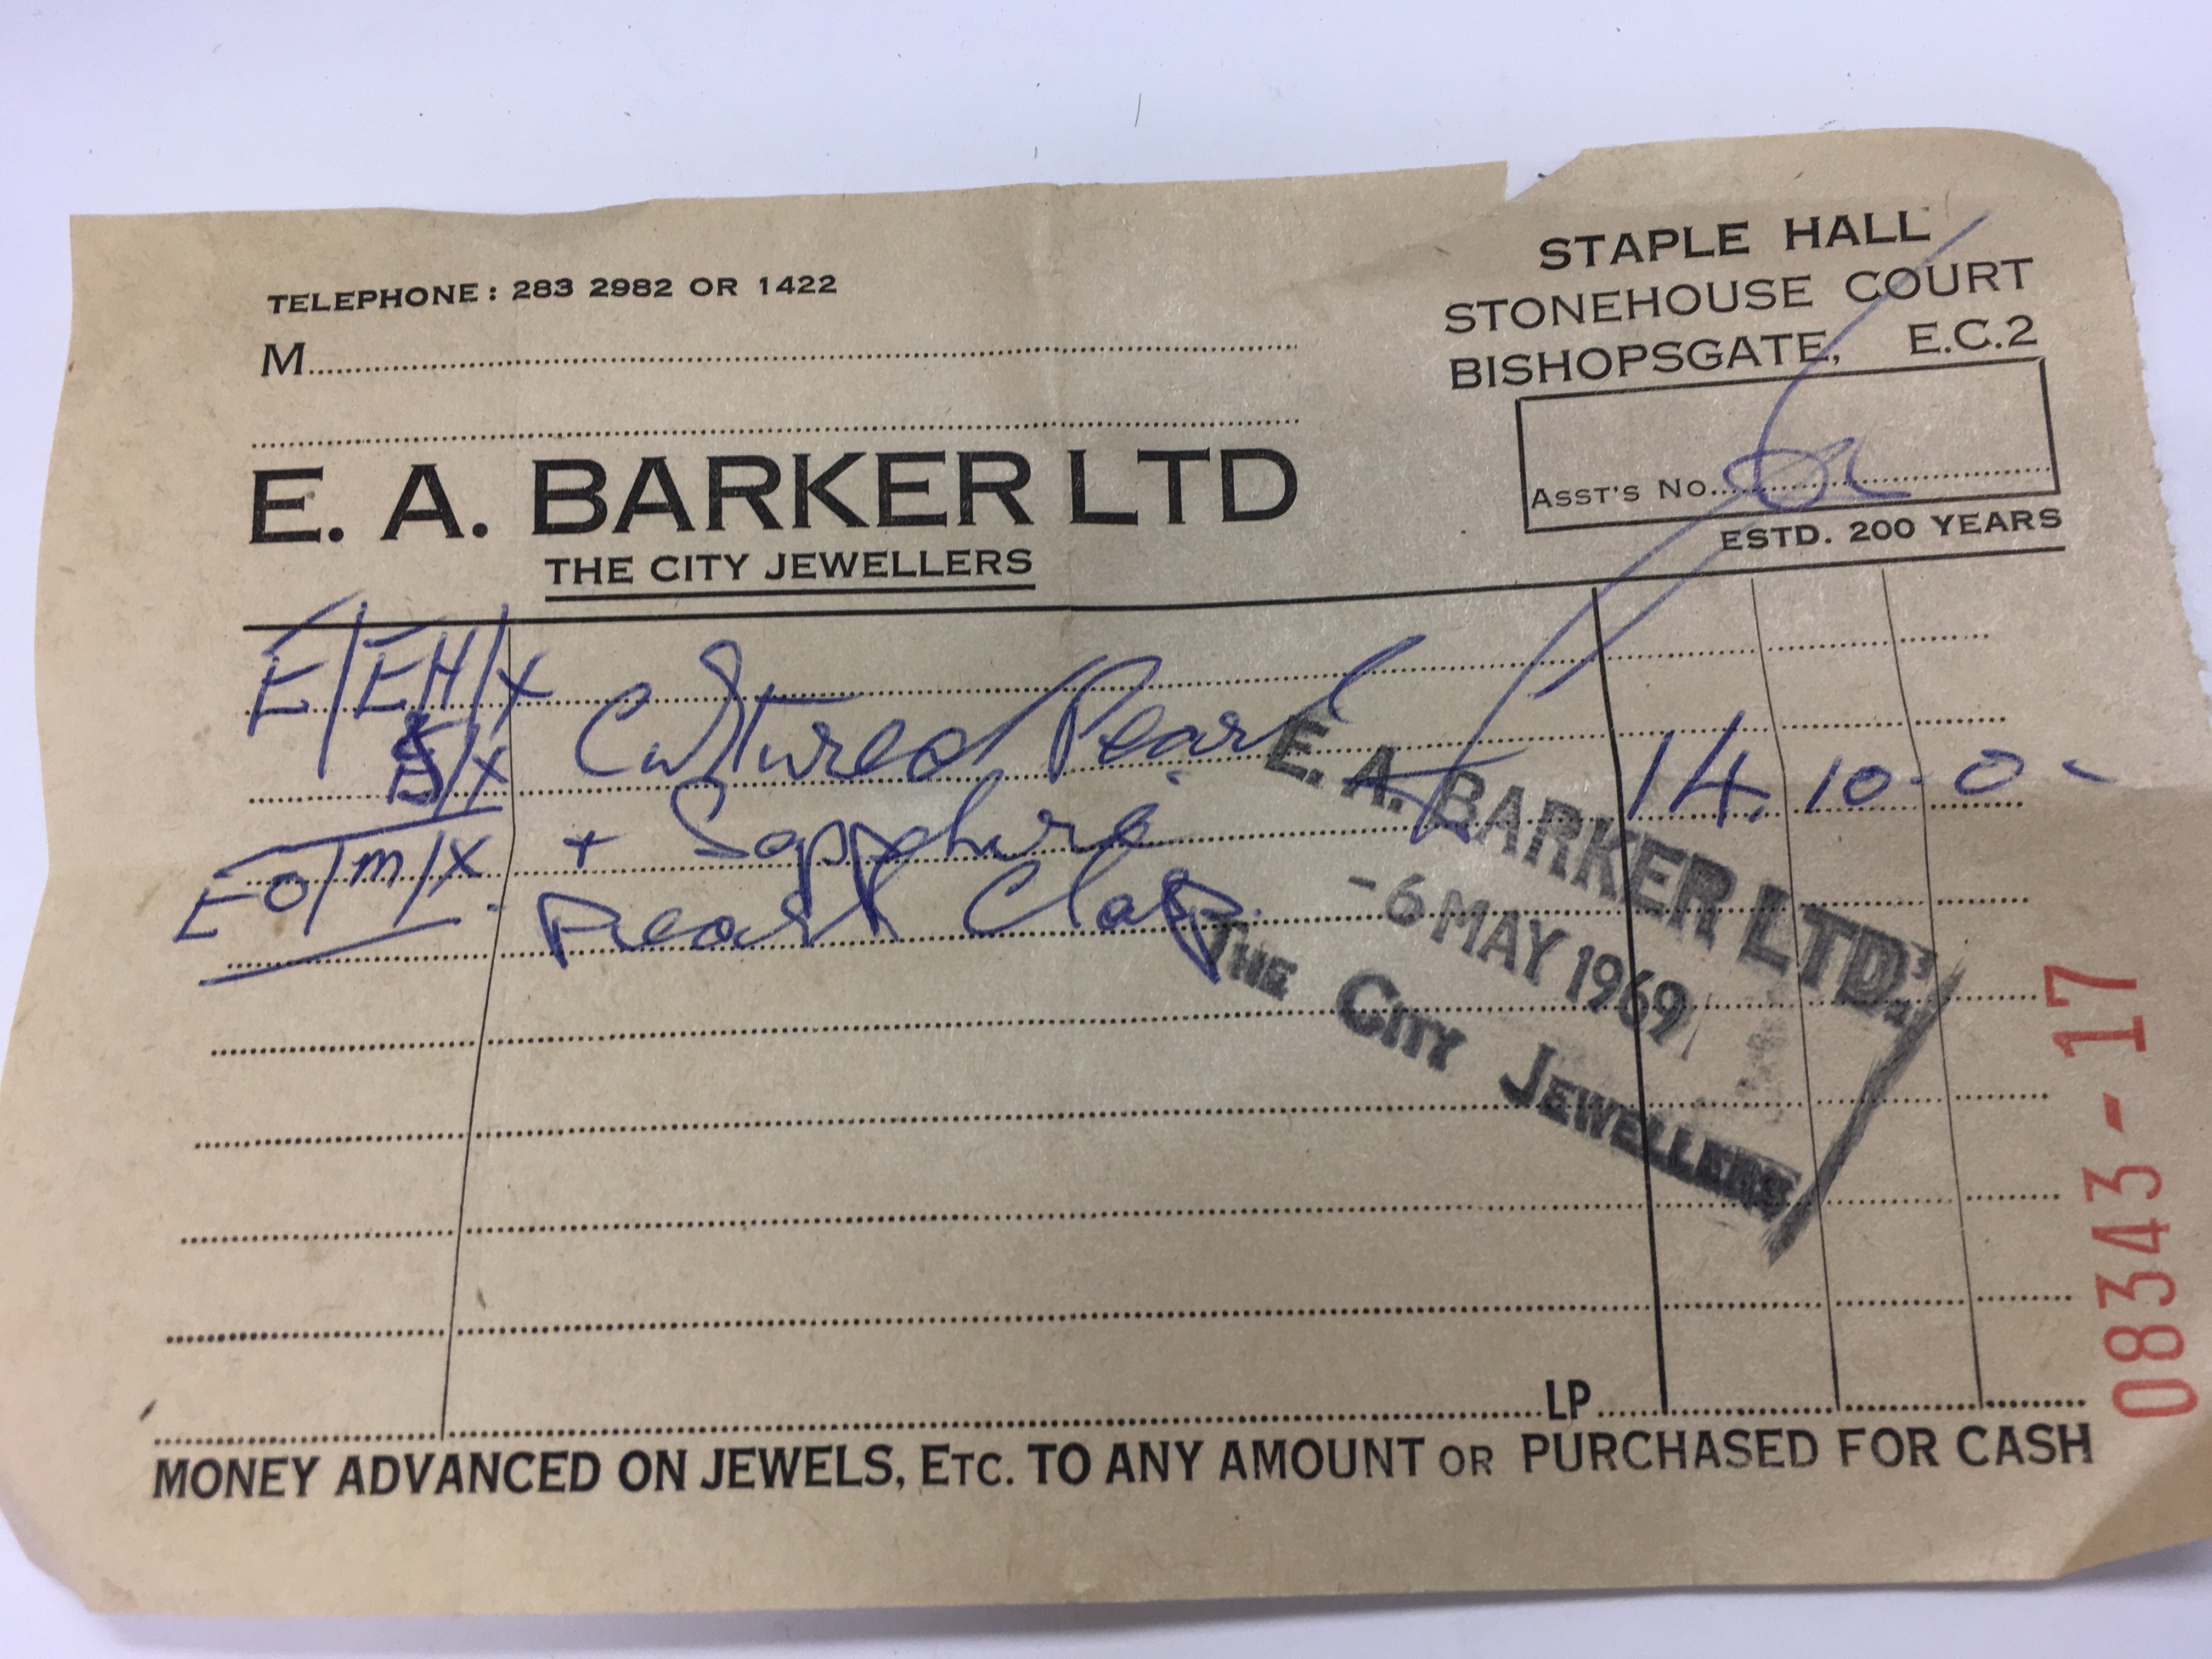 TELEPHONE: 283 2982 OR 1422
STAPLE HALL
STONEHOUSE COURT
BISHOPSGATE, E.C.2
M
E. A. BARKER LTD
THE CITY JEWELLERS
ASST'S No.
ESTD. 200 YEARS
E/EH/X Cultured Pearl
/X + Sapphire 14. 10. 0 -
EO/M/X. Pearl Clasp.
E. A. BARKER LTD.
-6 MAY 1969
THE CITY JEWELLERS
08343-17
LP
MONEY ADVANCED ON JEWELS, ETC. TO ANY AMOUNT OR PURCHASED FOR CASH